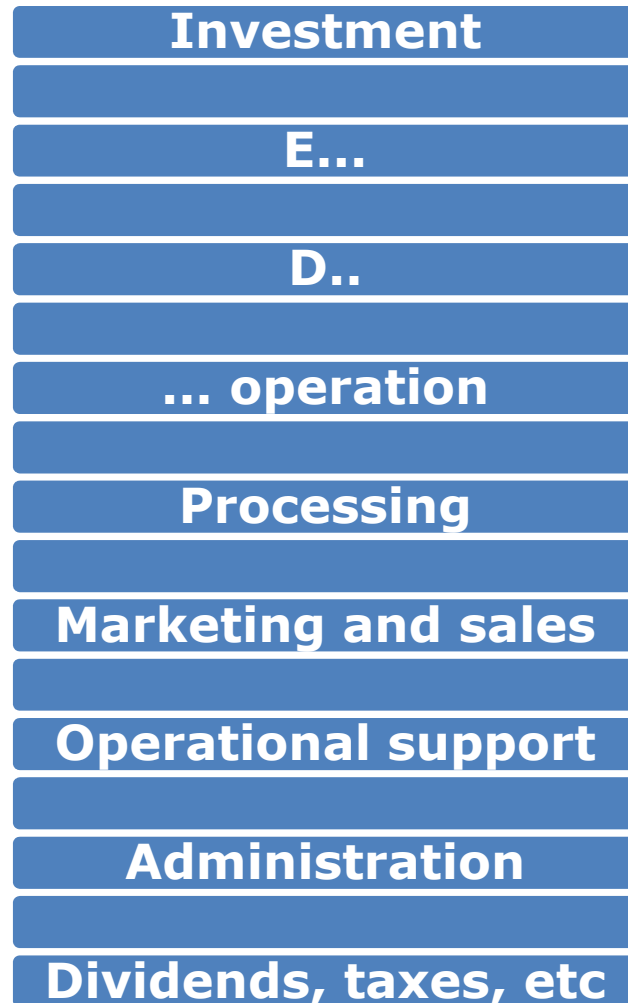 Investment
E...
D..
... operation
Processing
Marketing and sales
Operational support
Administration
Dividends, taxes, etc